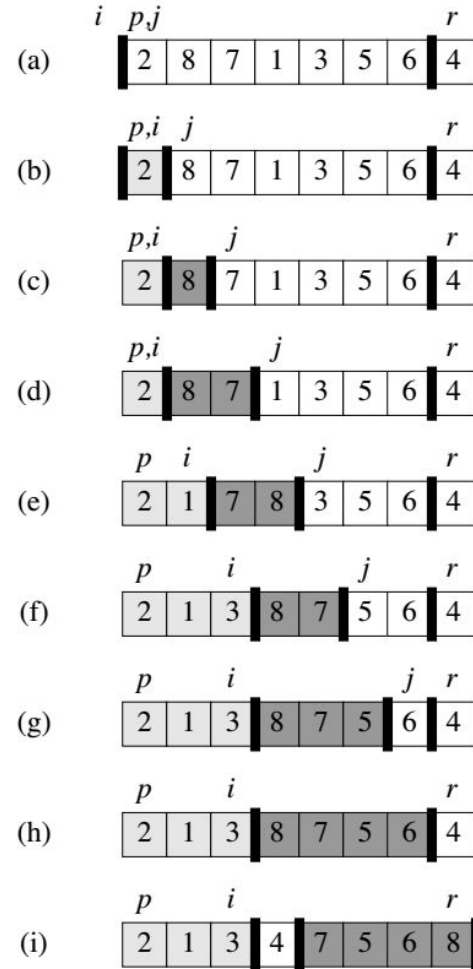 i p,j r
(a) 2 8 7 1 3 5 6 4
p,i j r
(b) 2 8 7 1 3 5 6 4
p,i j r
(c) 2 8 7 1 3 5 6 4
p,i j r
(d) 2 8 7 1 3 5 6 4
p i j r
(e) 2 1 7 8 3 5 6 4
p i j r
(f) 2 1 3 8 7 5 6 4
p i j r
(g) 2 1 3 8 7 5 6 4
p i r
(h) 2 1 3 8 7 5 6 4
p i r
(i) 2 1 3 4 7 5 6 8